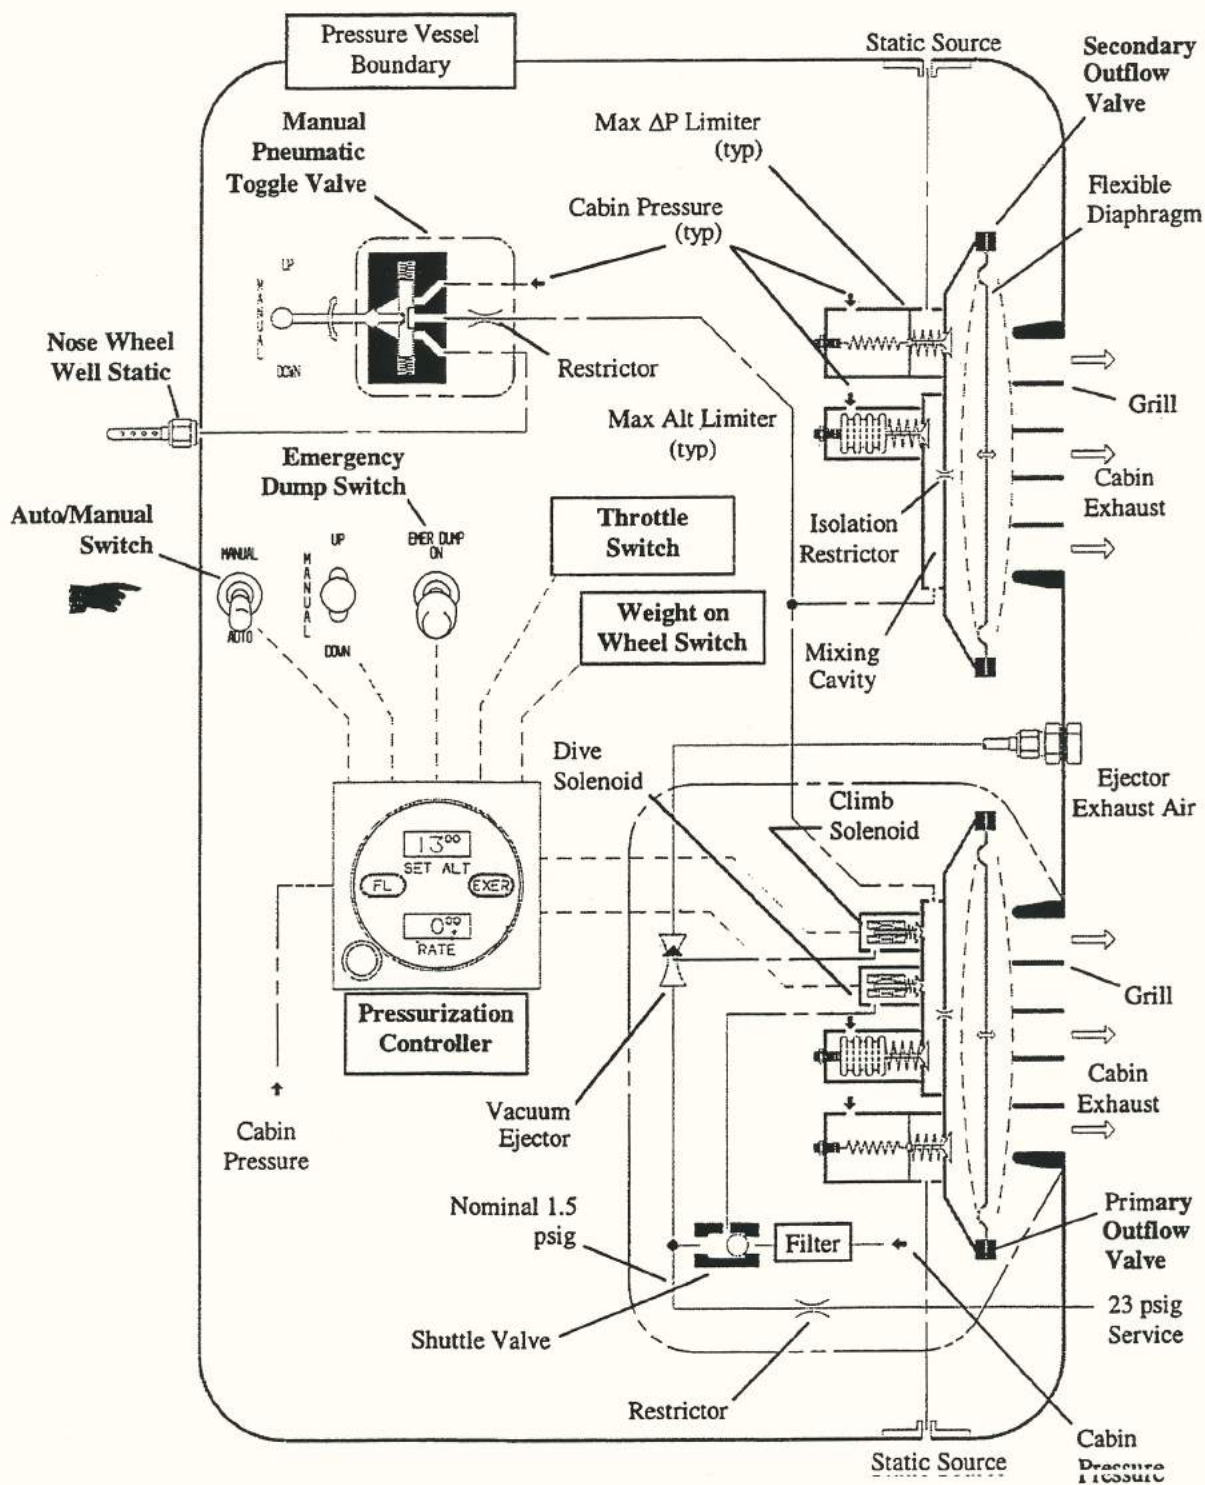 Pressure Vessel
Boundary
Static Source
Secondary
Outflow
Valve
Manual
Pneumatic
Toggle Valve
Max ΔP Limiter
(typ)
Flexible
Diaphragm
Cabin Pressure
(typ)
UP
MANUAL
DOWN
Nose Wheel
Well Static
Restrictor
Grill
Max Alt Limiter
(typ)
Emergency
Dump Switch
Cabin
Exhaust
Auto/Manual
Switch
Throttle
Switch
Isolation
Restrictor
MANUAL
AUTO
UP
MANUAL
DOWN
EMER DUMP
ON
Weight on
Wheel Switch
Mixing
Cavity
Dive
Solenoid
Climb
Solenoid
Ejector
Exhaust Air
13⁰⁰
SET ALT
FL
EXER
0⁰⁰
RATE
Grill
Pressurization
Controller
Cabin
Exhaust
Vacuum
Ejector
Cabin
Pressure
Nominal 1.5
psig
Filter
Primary
Outflow
Valve
Shuttle Valve
23 psig
Service
Restrictor
Static Source
Cabin
Pressure